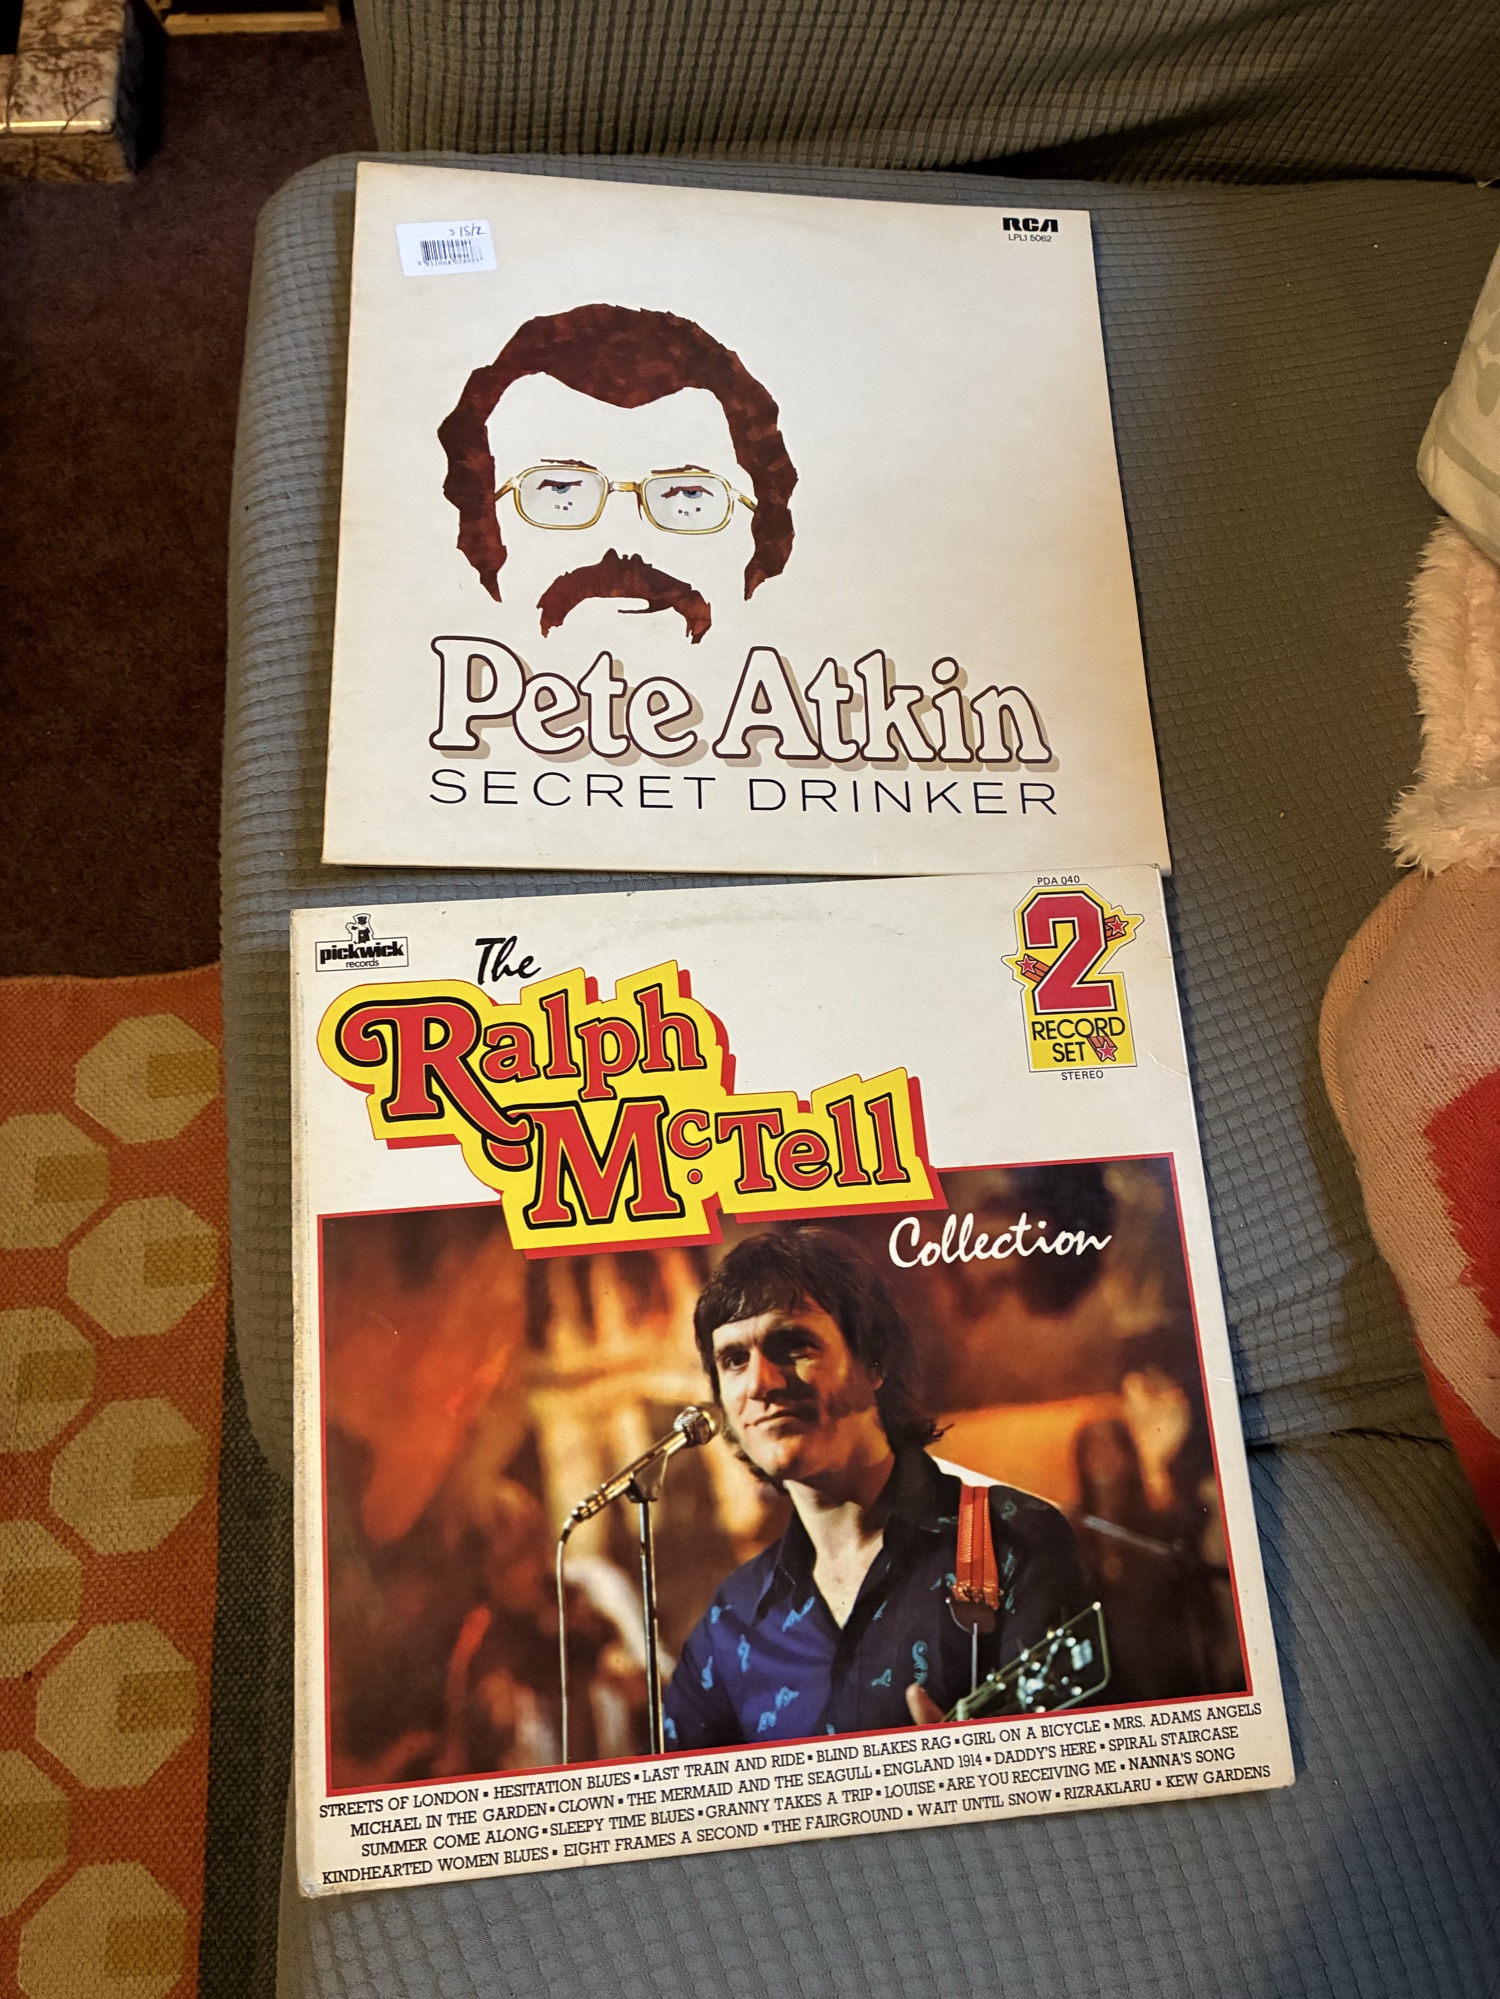 RCA
LPL1 5062
Pete Atkin
SECRET DRINKER
PDA 040
2
RECORD
SET
STEREO
pickwick
records
The
Ralph
McTell
Collection
STREETS OF LONDON ▪ HESITATION BLUES ▪ LAST TRAIN AND RIDE ▪ BLIND BLAKES RAG ▪ GIRL ON A BICYCLE ▪ MRS. ADAMS ANGELS
MICHAEL IN THE GARDEN ▪ CLOWN ▪ THE MERMAID AND THE SEAGULL ▪ ENGLAND 1914 ▪ DADDY'S HERE ▪ SPIRAL STAIRCASE
SUMMER COME ALONG ▪ SLEEPY TIME BLUES ▪ GRANNY TAKES A TRIP ▪ LOUISE ▪ ARE YOU RECEIVING ME ▪ NANNA'S SONG
KINDHEARTED WOMEN BLUES ▪ EIGHT FRAMES A SECOND ▪ THE FAIRGROUND ▪ WAIT UNTIL SNOW ▪ RIZRAKLARU ▪ KEW GARDENS